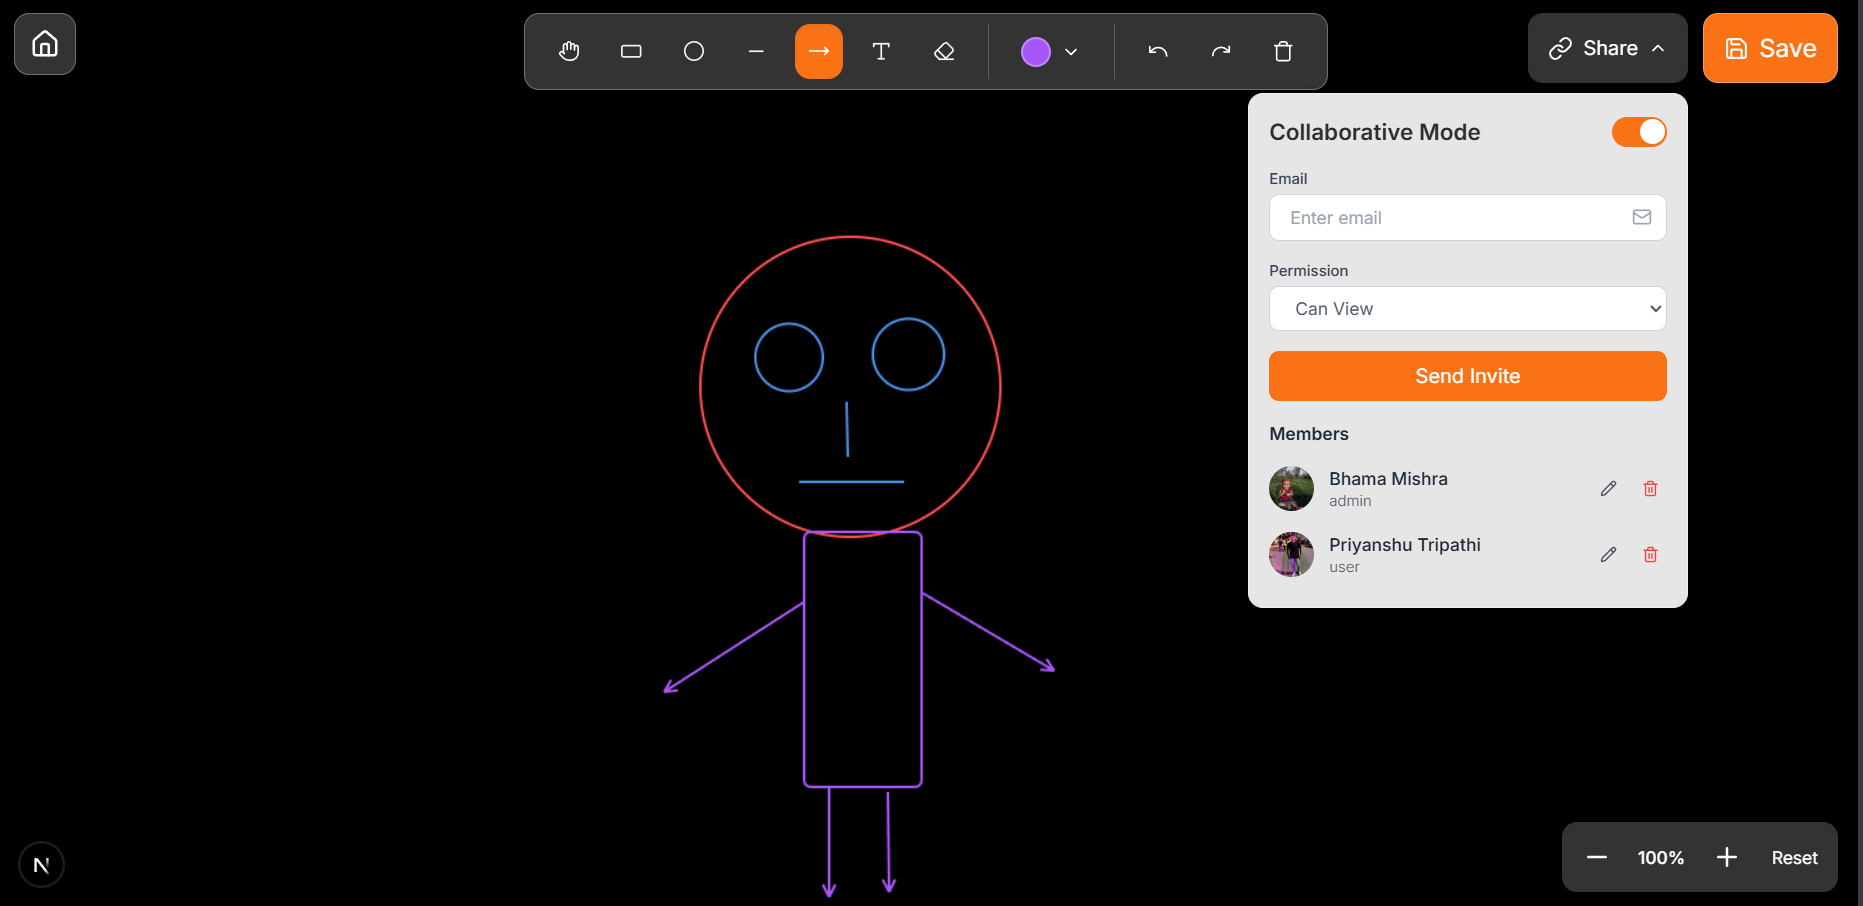 Share
Save
Collaborative Mode
Email
Enter email
Permission
Can View
Send Invite
Members
Bhama Mishra
admin
Priyanshu Tripathi
user
N
100%
Reset